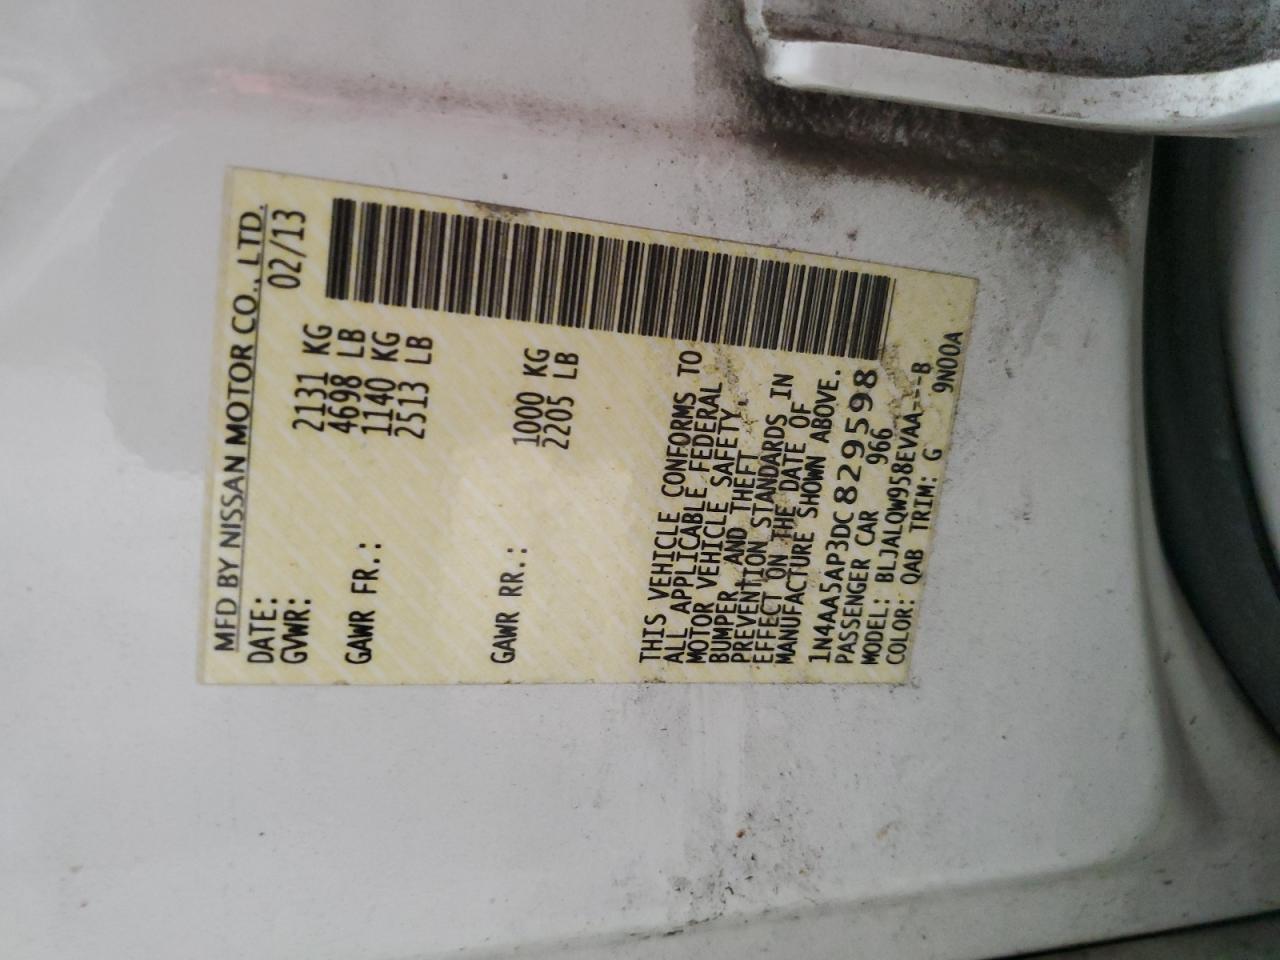 MFD BY NISSAN MOTOR CO., LTD.
DATE: 02/13
GVWR: 2131 KG
4698 LB
GAWR FR.: 1140 KG
2513 LB
GAWR RR.: 1000 KG
2205 LB
THIS VEHICLE CONFORMS TO
ALL APPLICABLE FEDERAL
MOTOR VEHICLE SAFETY,
BUMPER AND THEFT
PREVENTION STANDARDS IN
EFFECT ON THE DATE OF
MANUFACTURE SHOWN ABOVE.
1N4AA5AP3DC829598
PASSENGER CAR 966
MODEL: BLJALQW958EVAA---B
COLOR: QAB TRIM: G 9N00A